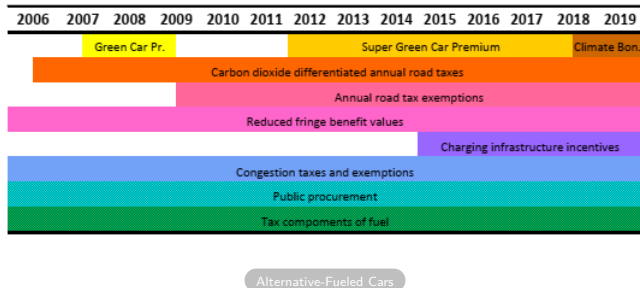 2006 2007 2008 2009 2010 2011 2012 2013 2014 2015 2016 2017 2018 2019
Green Car Pr. Super Green Car Premium Climate Bon.
Carbon dioxide differentiated annual road taxes
Annual road tax exemptions
Reduced fringe benefit values
Charging infrastructure incentives
Congestion taxes and exemptions
Public procurement
Tax compoments of fuel
Alternative-Fueled Cars